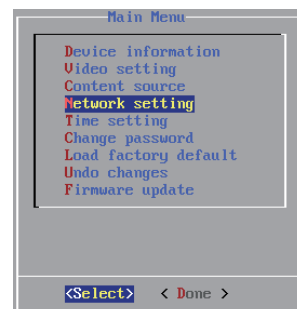 Main Menu
Device information
Video setting
Content source
Network setting
Time setting
Change password
Load factory default
Undo changes
Firmware update
<Select> < Done >